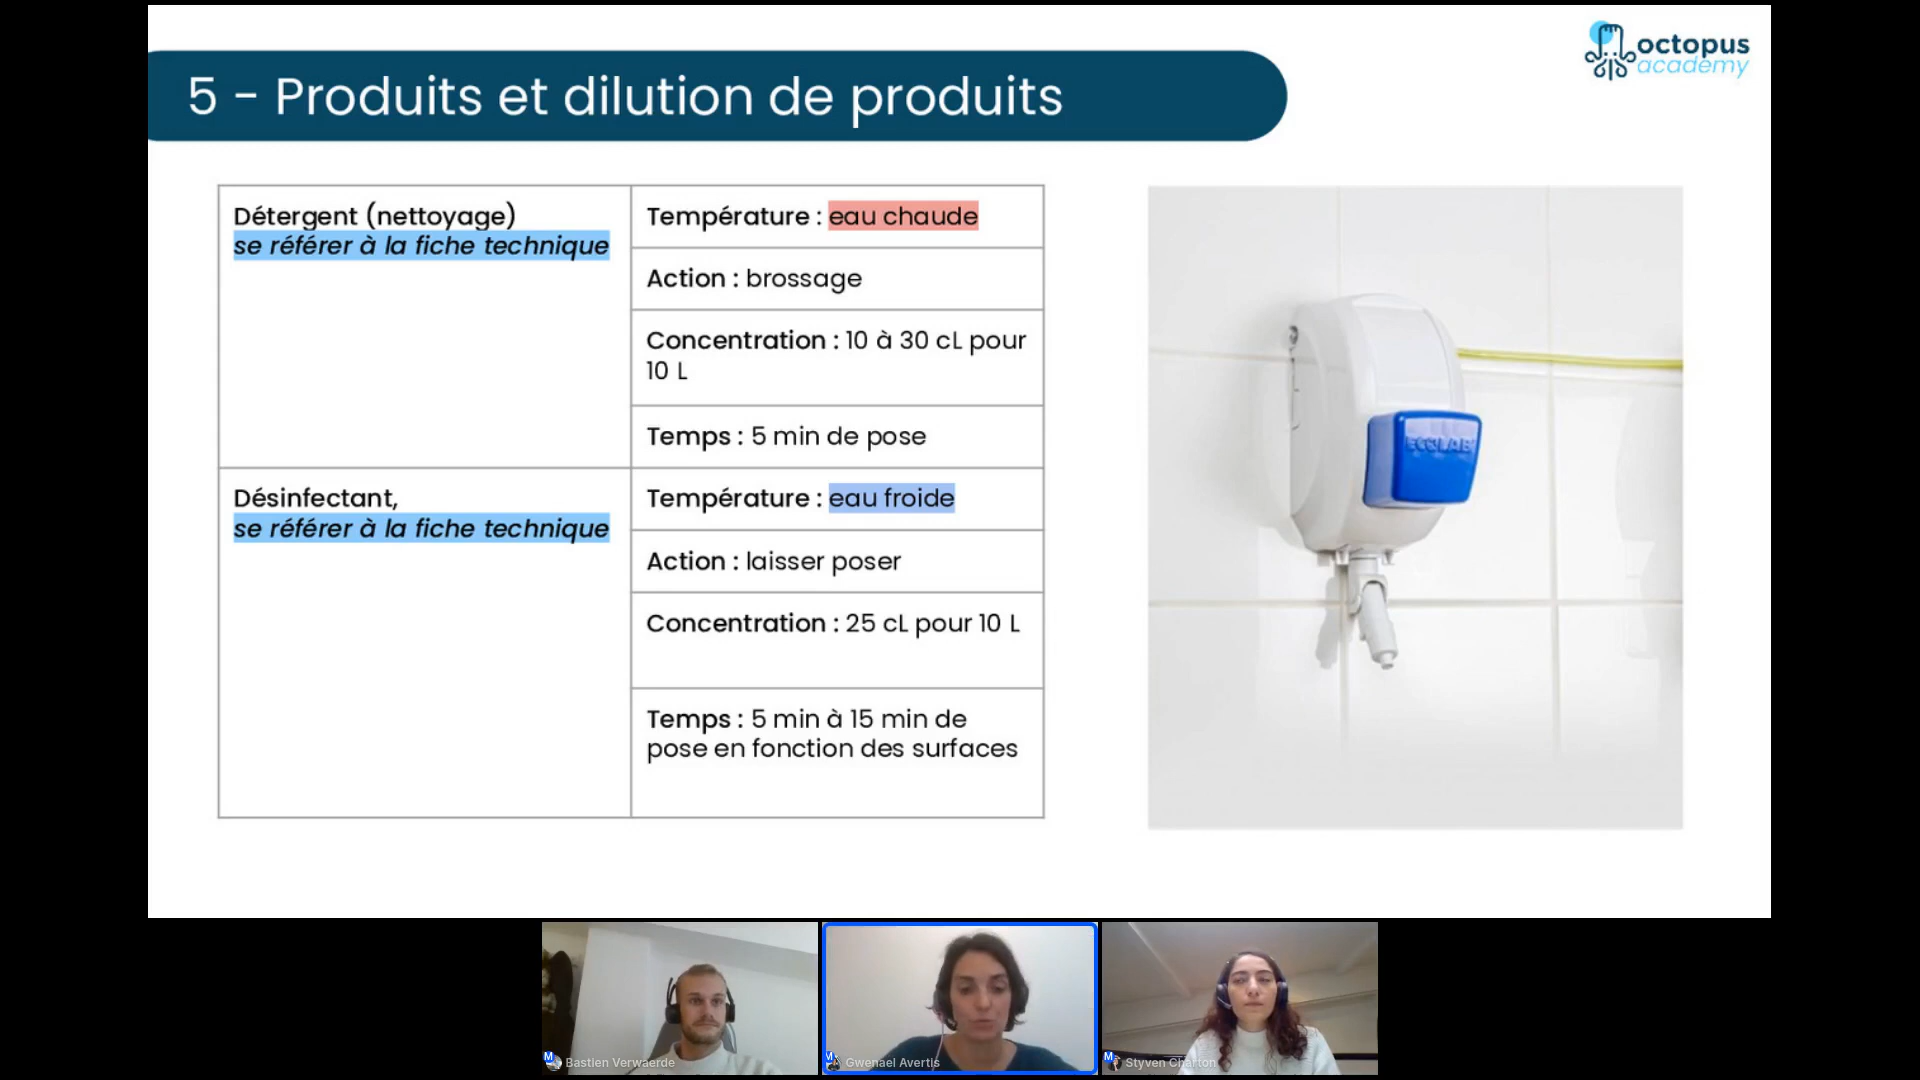 octopus
academy
5 - Produits et dilution de produits
Détergent (nettoyage)
se référer à la fiche technique
Température : eau chaude
Action : brossage
Concentration : 10 à 30 cL pour
10 L
Temps : 5 min de pose
Désinfectant,
se référer à la fiche technique
Température : eau froide
Action : laisser poser
Concentration : 25 cL pour 10 L
Temps : 5 min à 15 min de
pose en fonction des surfaces
ECOLAB
M Bastien Verwaerde
M Gwenael Avertis
M Styven Charton